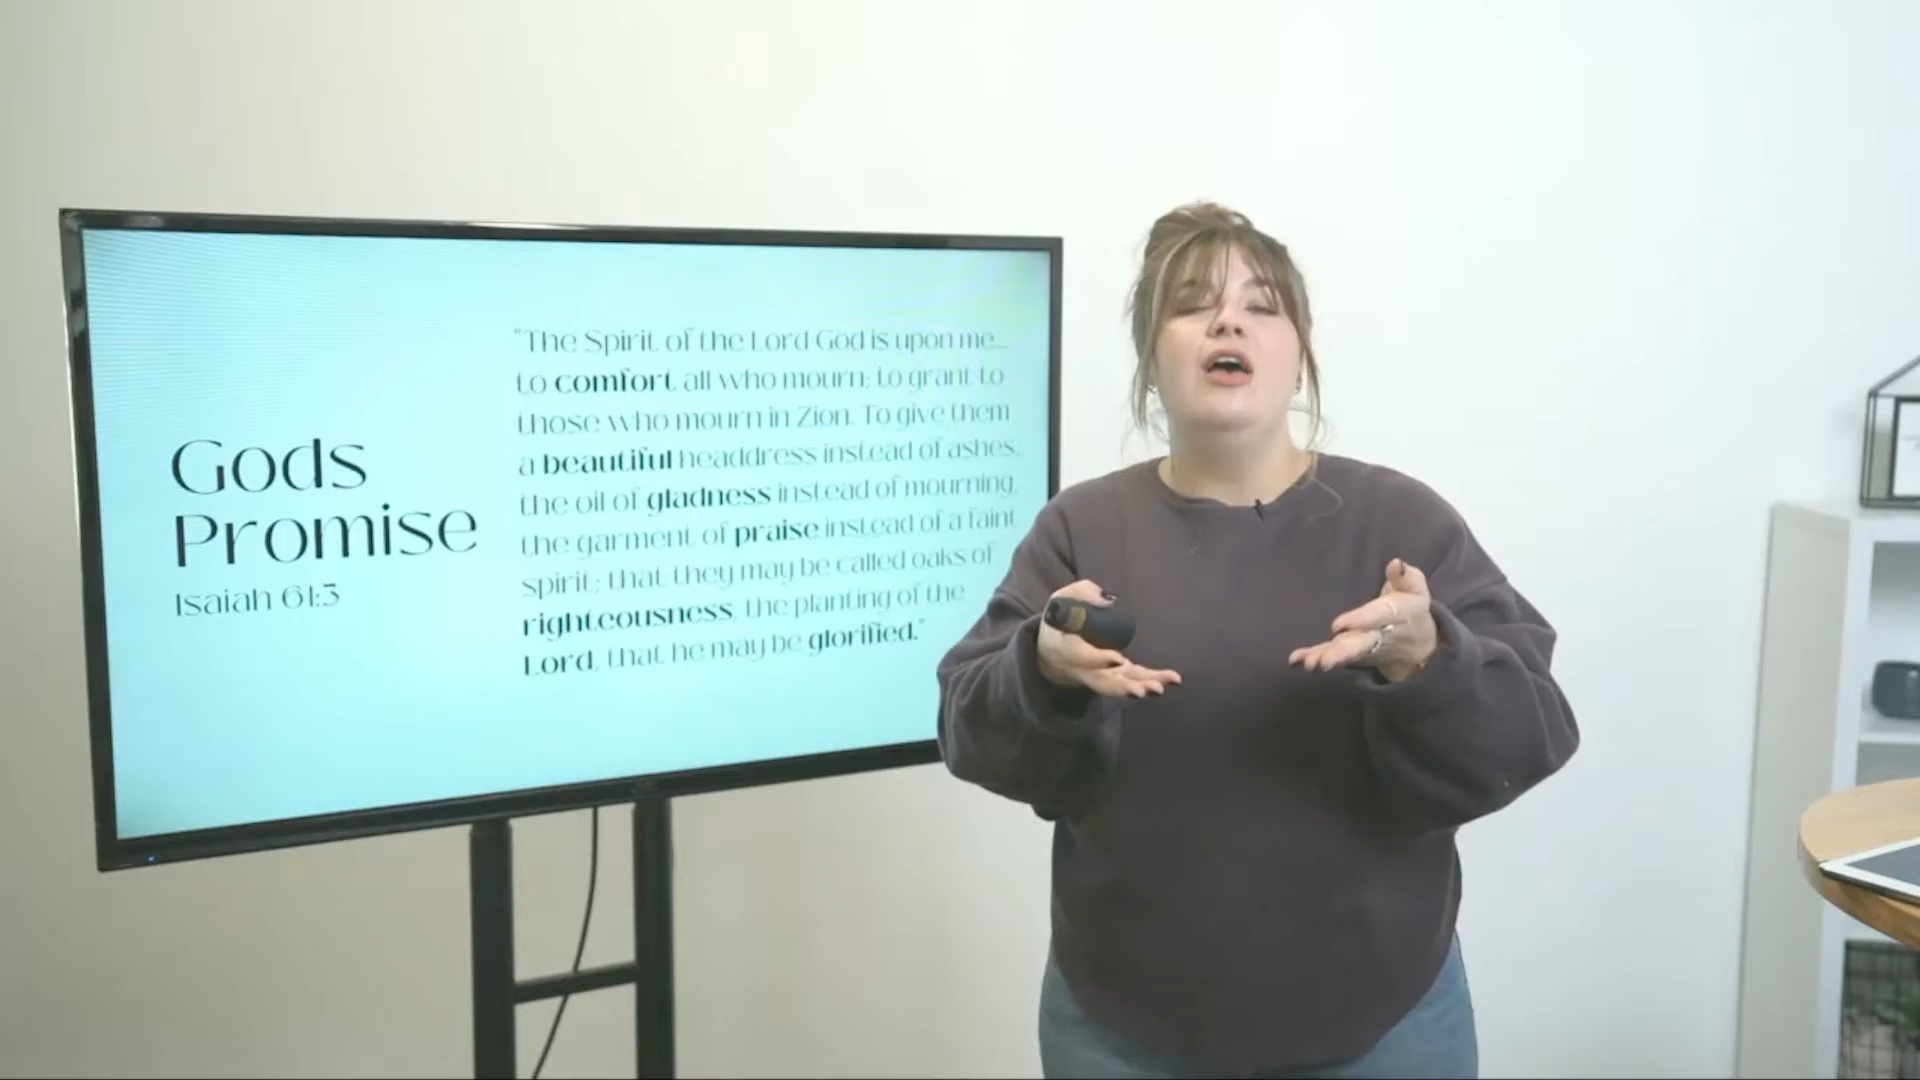 Gods
Promise
Isaiah 61:3
"The Spirit of the Lord God is upon me...
to comfort all who mourn; to grant to
those who mourn in Zion. To give them
a beautiful headdress instead of ashes,
the oil of gladness instead of mourning,
the garment of praise instead of a faint
spirit; that they may be called oaks of
righteousness, the planting of the
Lord, that he may be glorified."